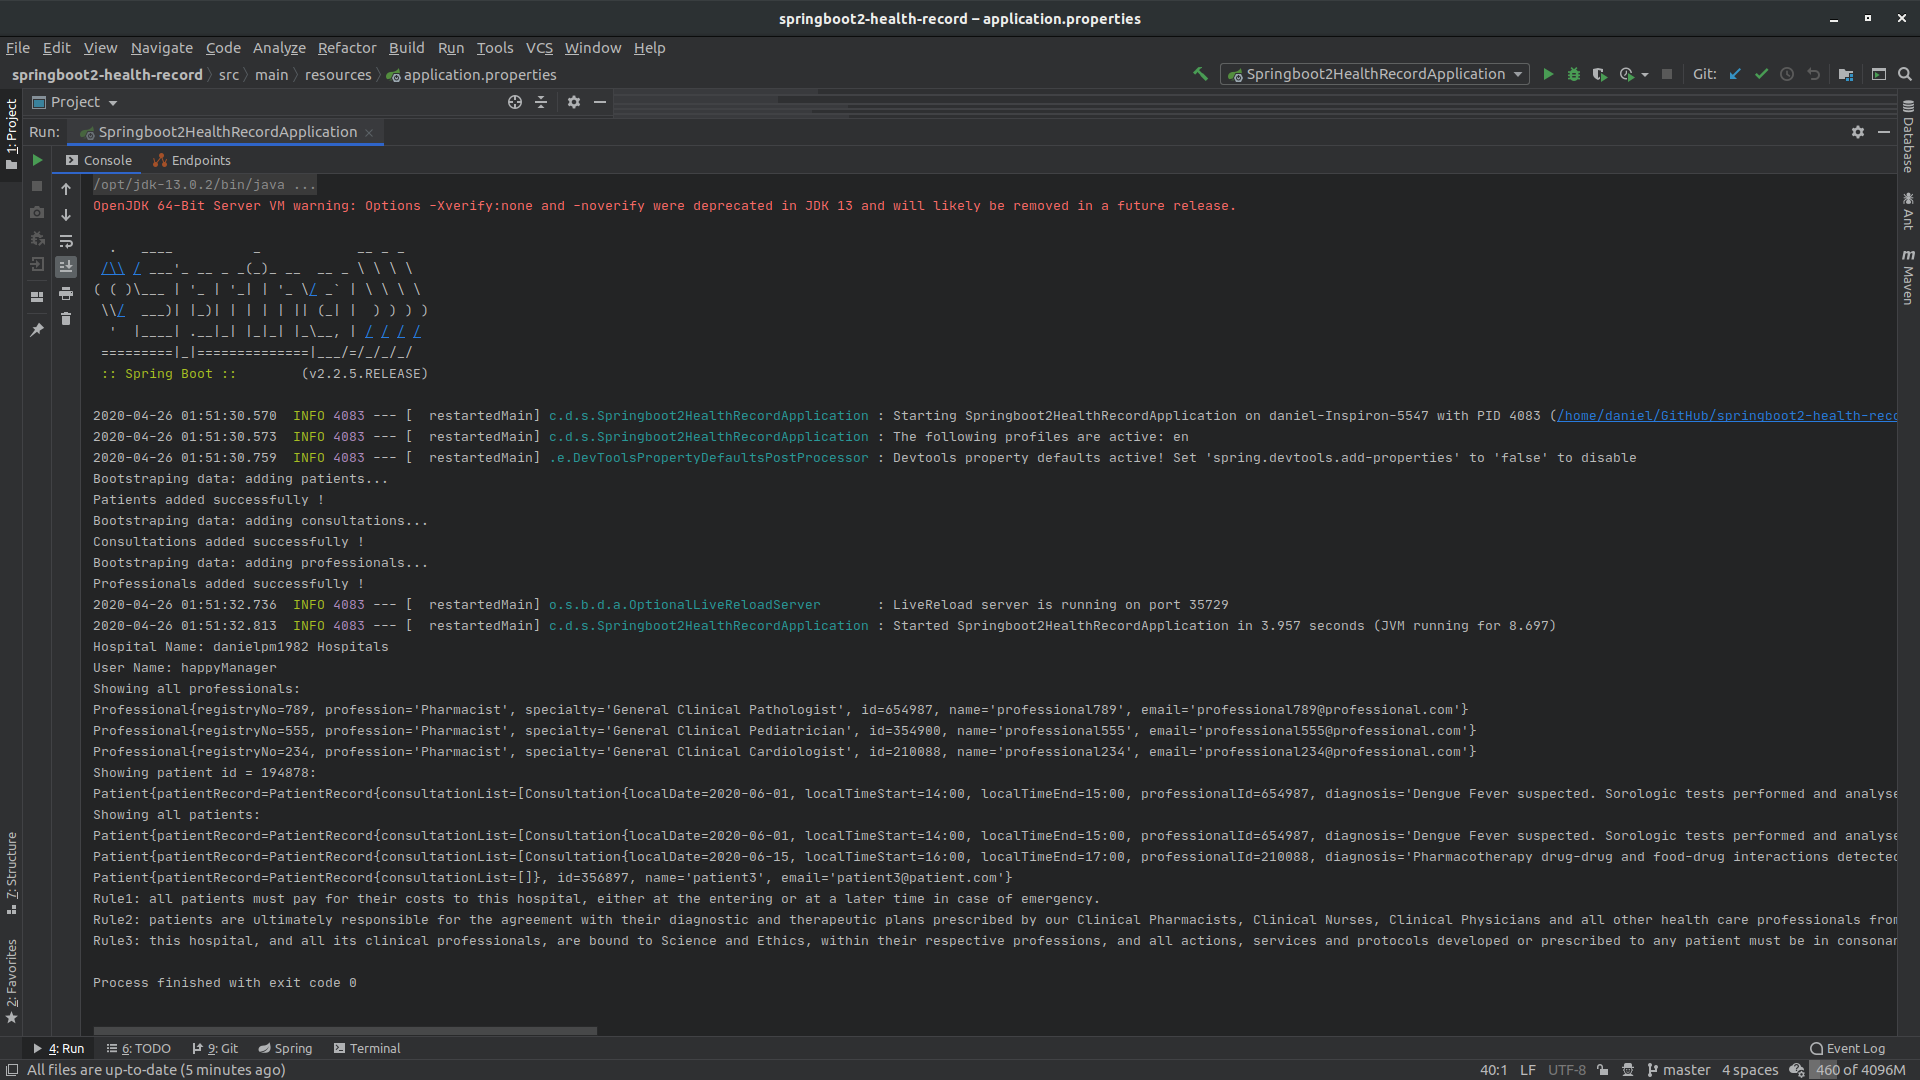 springboot2-health-record – application.properties
File Edit View Navigate Code Analyze Refactor Build Run Tools VCS Window Help
springboot2-health-record src main resources application.properties Springboot2HealthRecordApplication Git:
1: Project Project Database
Run: Springboot2HealthRecordApplication
Console Endpoints
/opt/jdk-13.0.2/bin/java ...
OpenJDK 64-Bit Server VM warning: Options -Xverify:none and -noverify were deprecated in JDK 13 and will likely be removed in a future release.
Ant
Maven
  .   ____          _            __ _ _
 /\\ / ___'_ __ _ _(_)_ __  __ _ \ \ \ \
( ( )\___ | '_ | '_| | '_ \/ _` | \ \ \ \
 \\/  ___)| |_)| | | | | || (_| |  ) ) ) )
  '  |____| .__|_| |_|_| |_\__, | / / / /
 =========|_|==============|___/=/_/_/_/
 :: Spring Boot ::        (v2.2.5.RELEASE)
2020-04-26 01:51:30.570  INFO 4083 --- [  restartedMain] c.d.s.Springboot2HealthRecordApplication : Starting Springboot2HealthRecordApplication on daniel-Inspiron-5547 with PID 4083 (/home/daniel/GitHub/springboot2-health-reco
2020-04-26 01:51:30.573  INFO 4083 --- [  restartedMain] c.d.s.Springboot2HealthRecordApplication : The following profiles are active: en
2020-04-26 01:51:30.759  INFO 4083 --- [  restartedMain] .e.DevToolsPropertyDefaultsPostProcessor : Devtools property defaults active! Set 'spring.devtools.add-properties' to 'false' to disable
Bootstraping data: adding patients...
Patients added successfully !
Bootstraping data: adding consultations...
Consultations added successfully !
Bootstraping data: adding professionals...
Professionals added successfully !
2020-04-26 01:51:32.736  INFO 4083 --- [  restartedMain] o.s.b.d.a.OptionalLiveReloadServer       : LiveReload server is running on port 35729
2020-04-26 01:51:32.813  INFO 4083 --- [  restartedMain] c.d.s.Springboot2HealthRecordApplication : Started Springboot2HealthRecordApplication in 3.957 seconds (JVM running for 8.697)
Hospital Name: danielpm1982 Hospitals
User Name: happyManager
Showing all professionals:
Professional{registryNo=789, profession='Pharmacist', specialty='General Clinical Pathologist', id=654987, name='professional789', email='professional789@professional.com'}
Professional{registryNo=555, profession='Pharmacist', specialty='General Clinical Pediatrician', id=354900, name='professional555', email='professional555@professional.com'}
Professional{registryNo=234, profession='Pharmacist', specialty='General Clinical Cardiologist', id=210088, name='professional234', email='professional234@professional.com'}
Showing patient id = 194878:
Patient{patientRecord=PatientRecord{consultationList=[Consultation{localDate=2020-06-01, localTimeStart=14:00, localTimeEnd=15:00, professionalId=654987, diagnosis='Dengue Fever suspected. Sorologic tests performed and analyse
Showing all patients:
Patient{patientRecord=PatientRecord{consultationList=[Consultation{localDate=2020-06-01, localTimeStart=14:00, localTimeEnd=15:00, professionalId=654987, diagnosis='Dengue Fever suspected. Sorologic tests performed and analyse
Patient{patientRecord=PatientRecord{consultationList=[Consultation{localDate=2020-06-15, localTimeStart=16:00, localTimeEnd=17:00, professionalId=210088, diagnosis='Pharmacotherapy drug-drug and food-drug interactions detected
Patient{patientRecord=PatientRecord{consultationList=[]}, id=356897, name='patient3', email='patient3@patient.com'}
Rule1: all patients must pay for their costs to this hospital, either at the entering or at a later time in case of emergency.
Rule2: patients are ultimately responsible for the agreement with their diagnostic and therapeutic plans prescribed by our Clinical Pharmacists, Clinical Nurses, Clinical Physicians and all other health care professionals from
Rule3: this hospital, and all its clinical professionals, are bound to Science and Ethics, within their respective professions, and all actions, services and protocols developed or prescribed to any patient must be in consonan
Process finished with exit code 0
7: Structure
2: Favorites
4: Run 6: TODO 9: Git Spring Terminal Event Log
All files are up-to-date (5 minutes ago) 40:1 LF UTF-8 master 4 spaces 460 of 4096M